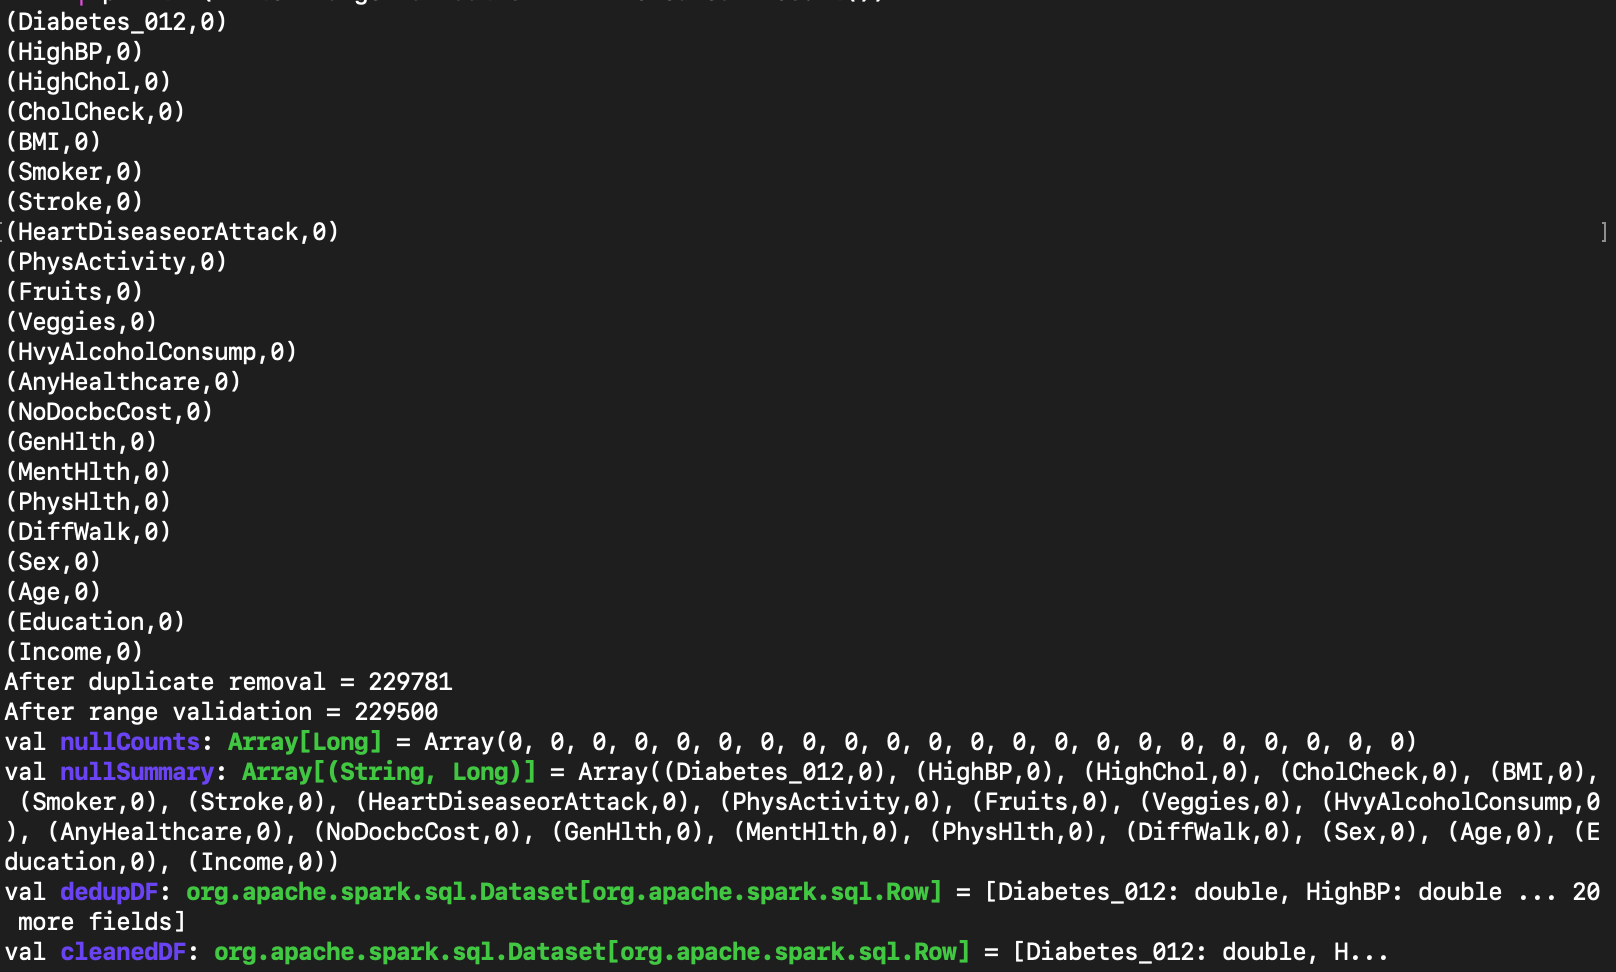 (Diabetes_012,0)
(HighBP,0)
(HighChol,0)
(CholCheck,0)
(BMI,0)
(Smoker,0)
(Stroke,0)
[(HeartDiseaseorAttack,0) ]
(PhysActivity,0)
(Fruits,0)
(Veggies,0)
(HvyAlcoholConsump,0)
(AnyHealthcare,0)
(NoDocbcCost,0)
(GenHlth,0)
(MentHlth,0)
(PhysHlth,0)
(DiffWalk,0)
(Sex,0)
(Age,0)
(Education,0)
(Income,0)
After duplicate removal = 229781
After range validation = 229500
val nullCounts: Array[Long] = Array(0, 0, 0, 0, 0, 0, 0, 0, 0, 0, 0, 0, 0, 0, 0, 0, 0, 0, 0, 0, 0, 0)
val nullSummary: Array[(String, Long)] = Array((Diabetes_012,0), (HighBP,0), (HighChol,0), (CholCheck,0), (BMI,0),
 (Smoker,0), (Stroke,0), (HeartDiseaseorAttack,0), (PhysActivity,0), (Fruits,0), (Veggies,0), (HvyAlcoholConsump,0
), (AnyHealthcare,0), (NoDocbcCost,0), (GenHlth,0), (MentHlth,0), (PhysHlth,0), (DiffWalk,0), (Sex,0), (Age,0), (E
ducation,0), (Income,0))
val dedupDF: org.apache.spark.sql.Dataset[org.apache.spark.sql.Row] = [Diabetes_012: double, HighBP: double ... 20
 more fields]
val cleanedDF: org.apache.spark.sql.Dataset[org.apache.spark.sql.Row] = [Diabetes_012: double, H...